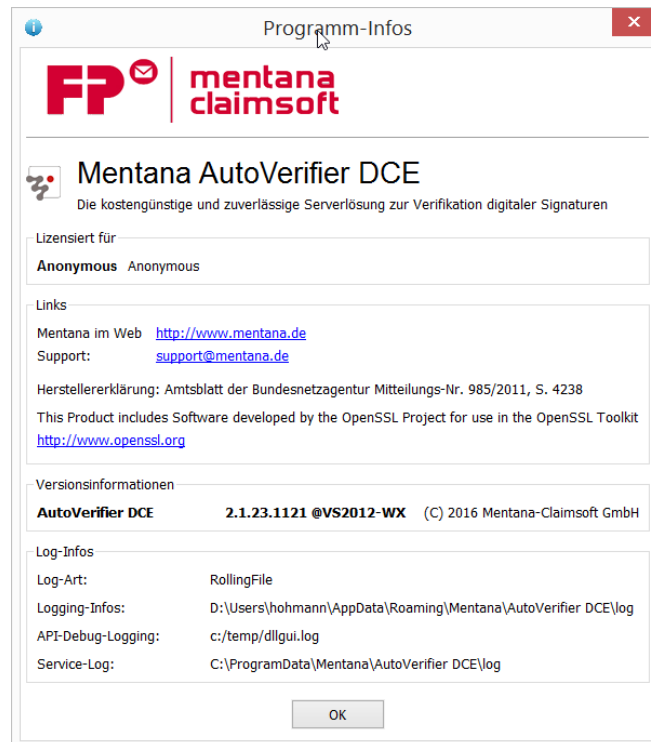 Programm-Infos
FP
mentana
claimsoft
Mentana AutoVerifier DCE
Die kostengünstige und zuverlässige Serverlösung zur Verifikation digitaler Signaturen
Lizensiert für
Anonymous Anonymous
Links
Mentana im Web http://www.mentana.de
Support: support@mentana.de
Herstellererklärung: Amtsblatt der Bundesnetzagentur Mitteilungs-Nr. 985/2011, S. 4238
This Product includes Software developed by the OpenSSL Project for use in the OpenSSL Toolkit
http://www.openssl.org
Versionsinformationen
AutoVerifier DCE 2.1.23.1121 @VS2012-WX (C) 2016 Mentana-Claimsoft GmbH
Log-Infos
Log-Art: RollingFile
Logging-Infos: D:\Users\hohmann\AppData\Roaming\Mentana\AutoVerifier DCE\log
API-Debug-Logging: c:/temp/dllgui.log
Service-Log: C:\ProgramData\Mentana\AutoVerifier DCE\log
OK